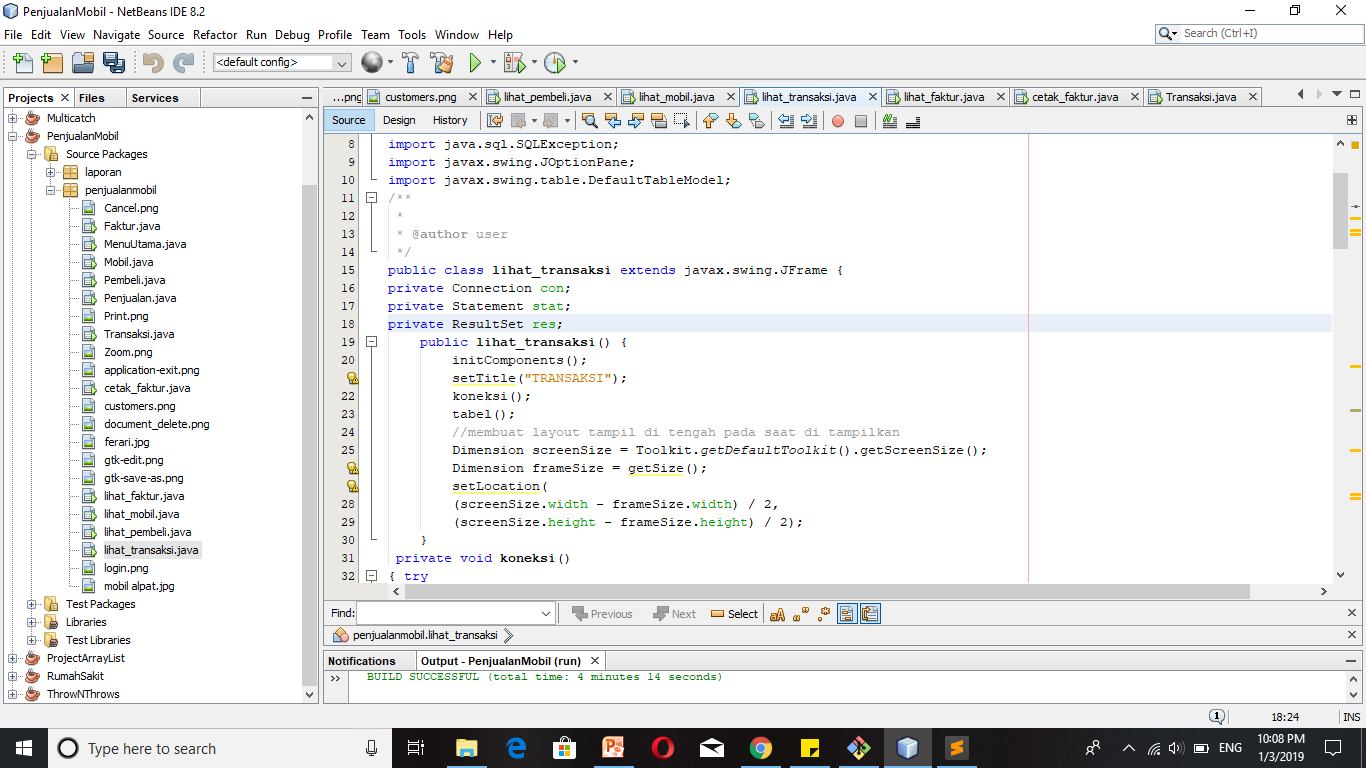 PenjualanMobil - NetBeans IDE 8.2
File Edit View Navigate Source Refactor Run Debug Profile Team Tools Window Help
Search (Ctrl+I)
<default config>
Projects Files Services
Multicatch
PenjualanMobil
Source Packages
laporan
penjualanmobil
Cancel.png
Faktur.java
MenuUtama.java
Mobil.java
Pembeli.java
Penjualan.java
Print.png
Transaksi.java
Zoom.png
application-exit.png
cetak_faktur.java
customers.png
document_delete.png
ferari.jpg
gtk-edit.png
gtk-save-as.png
lihat_faktur.java
lihat_mobil.java
lihat_pembeli.java
lihat_transaksi.java
login.png
mobil alpat.jpg
Test Packages
Libraries
Test Libraries
ProjectArrayList
RumahSakit
ThrowNThrows
...png customers.png lihat_pembeli.java lihat_mobil.java lihat_transaksi.java lihat_faktur.java cetak_faktur.java Transaksi.java
Source Design History
8 import java.sql.SQLException;
9 import javax.swing.JOptionPane;
10 import javax.swing.table.DefaultTableModel;
11 /**
12 *
13 * @author user
14 */
15 public class lihat_transaksi extends javax.swing.JFrame {
16 private Connection con;
17 private Statement stat;
18 private ResultSet res;
19 public lihat_transaksi() {
20 initComponents();
setTitle("TRANSAKSI");
22 koneksi();
23 tabel();
24 //membuat layout tampil di tengah pada saat di tampilkan
25 Dimension screenSize = Toolkit.getDefaultToolkit().getScreenSize();
Dimension frameSize = getSize();
setLocation(
28 (screenSize.width - frameSize.width) / 2,
29 (screenSize.height - frameSize.height) / 2);
30 }
31 private void koneksi()
32 { try
Find: Previous Next Select
penjualanmobil.lihat_transaksi
Notifications Output - PenjualanMobil (run)
BUILD SUCCESSFUL (total time: 4 minutes 14 seconds)
1 18:24 INS
Type here to search
ENG
10:08 PM
1/3/2019